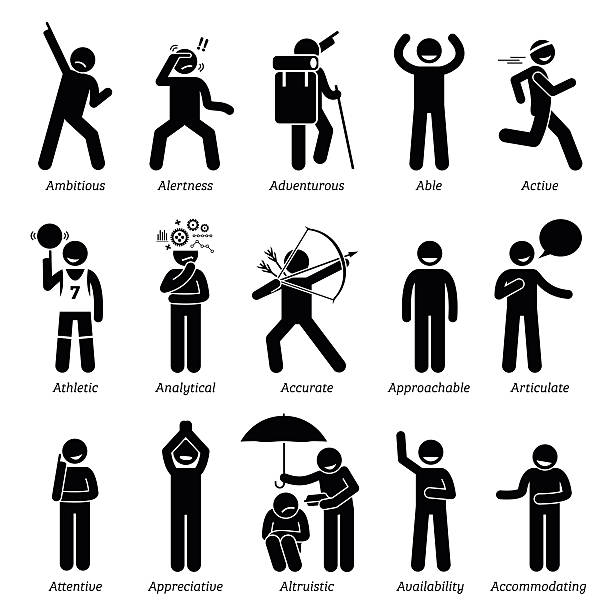 !!
Ambitious
Alertness
Adventurous
Able
Active
7
Athletic
Analytical
Accurate
Approachable
Articulate
Attentive
Appreciative
Altruistic
Availability
Accommodating